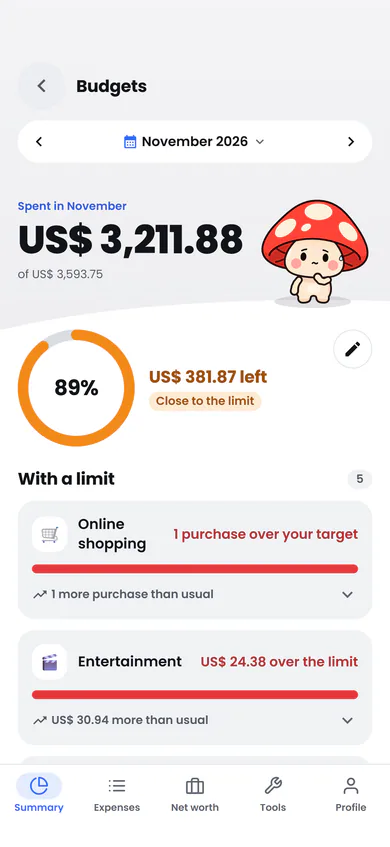 Budgets
November 2026
Spent in November
US$ 3,211.88
of US$ 3,593.75
89%
US$ 381.87 left
Close to the limit
With a limit
5
Online
shopping
1 purchase over your target
1 more purchase than usual
Entertainment
US$ 24.38 over the limit
US$ 30.94 more than usual
Summary
Expenses
Net worth
Tools
Profile